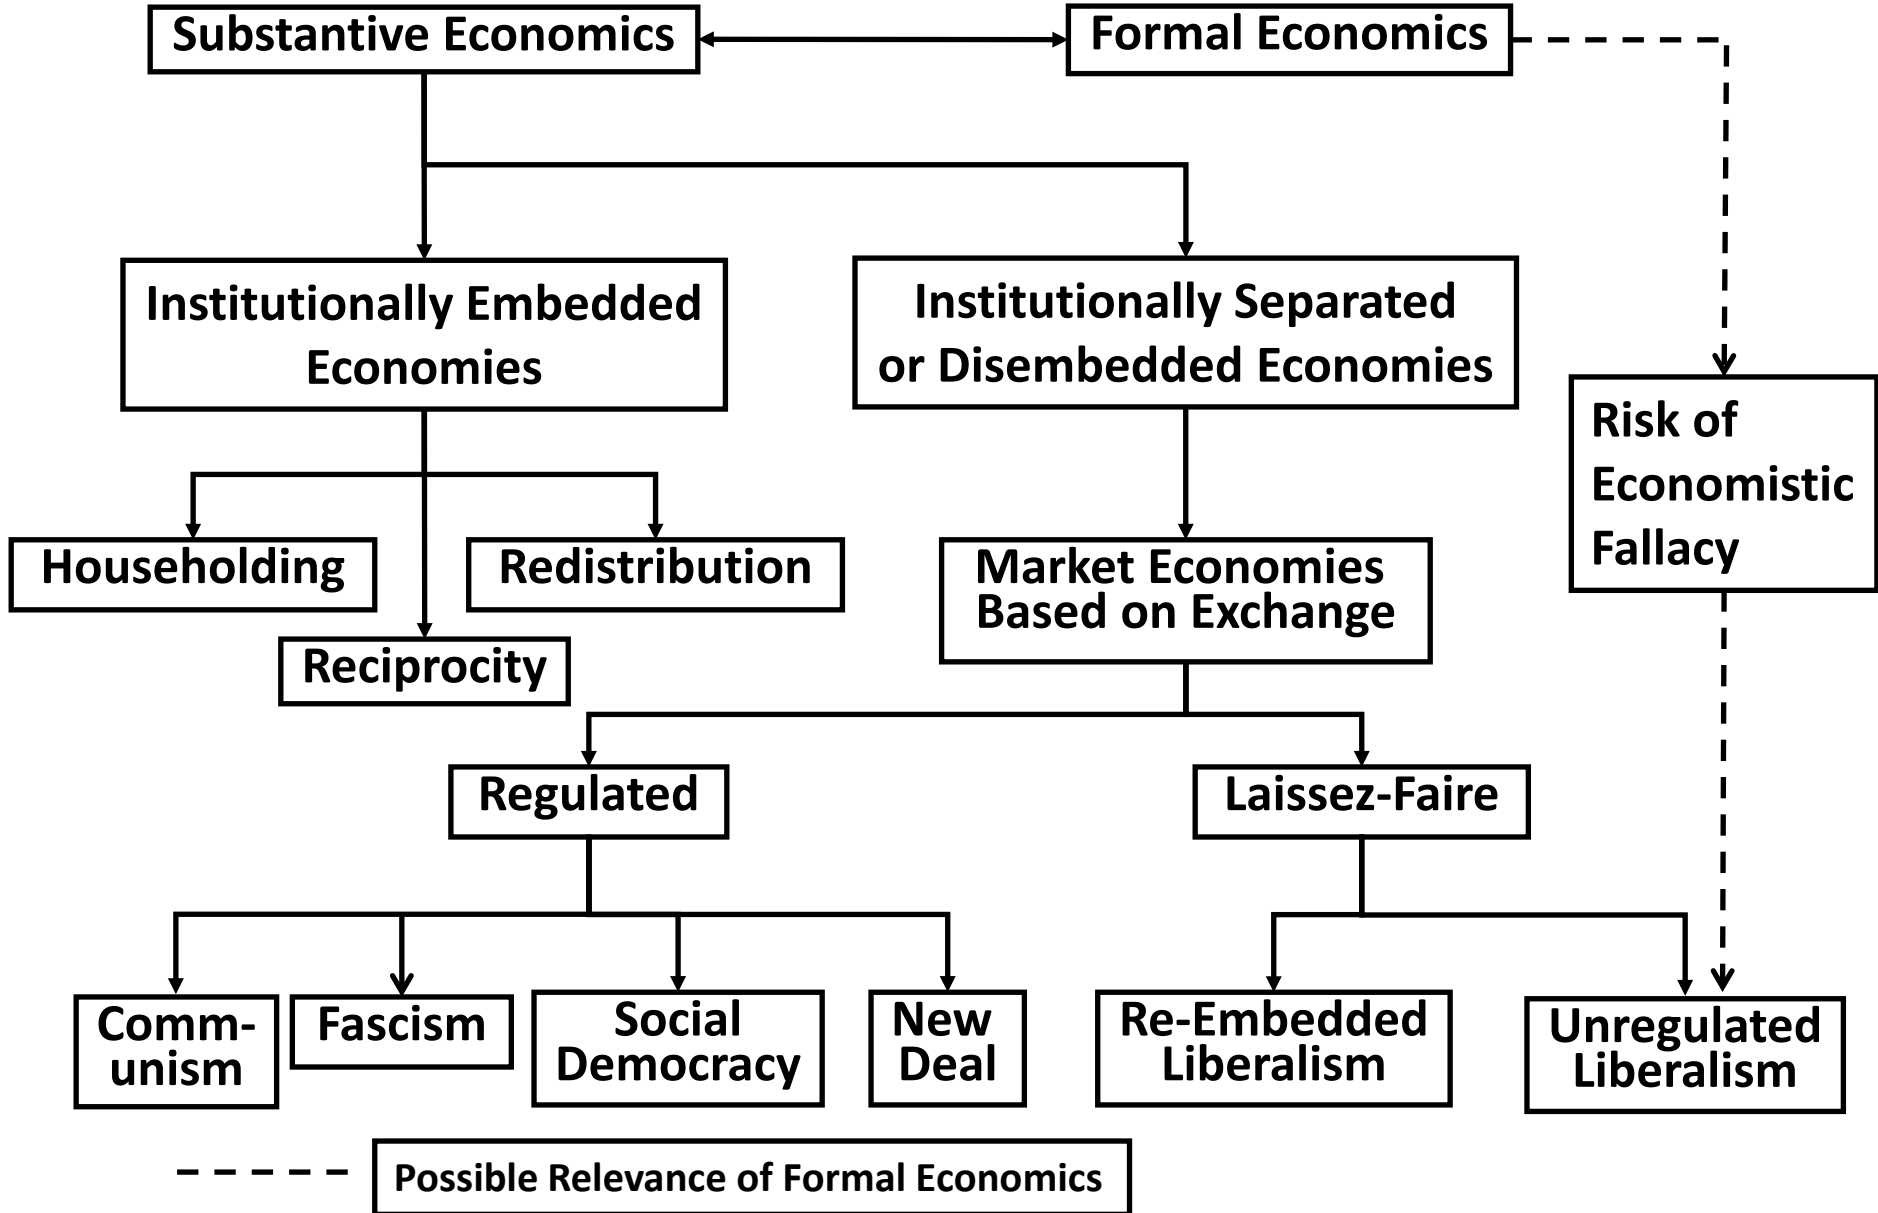 Substantive Economics
Formal Economics
Institutionally Embedded
Economies
Institutionally Separated
or Disembedded Economies
Risk of
Economistic
Fallacy
Householding
Redistribution
Reciprocity
Market Economies
Based on Exchange
Regulated
Laissez-Faire
Comm-
unism
Fascism
Social
Democracy
New
Deal
Re-Embedded
Liberalism
Unregulated
Liberalism
Possible Relevance of Formal Economics